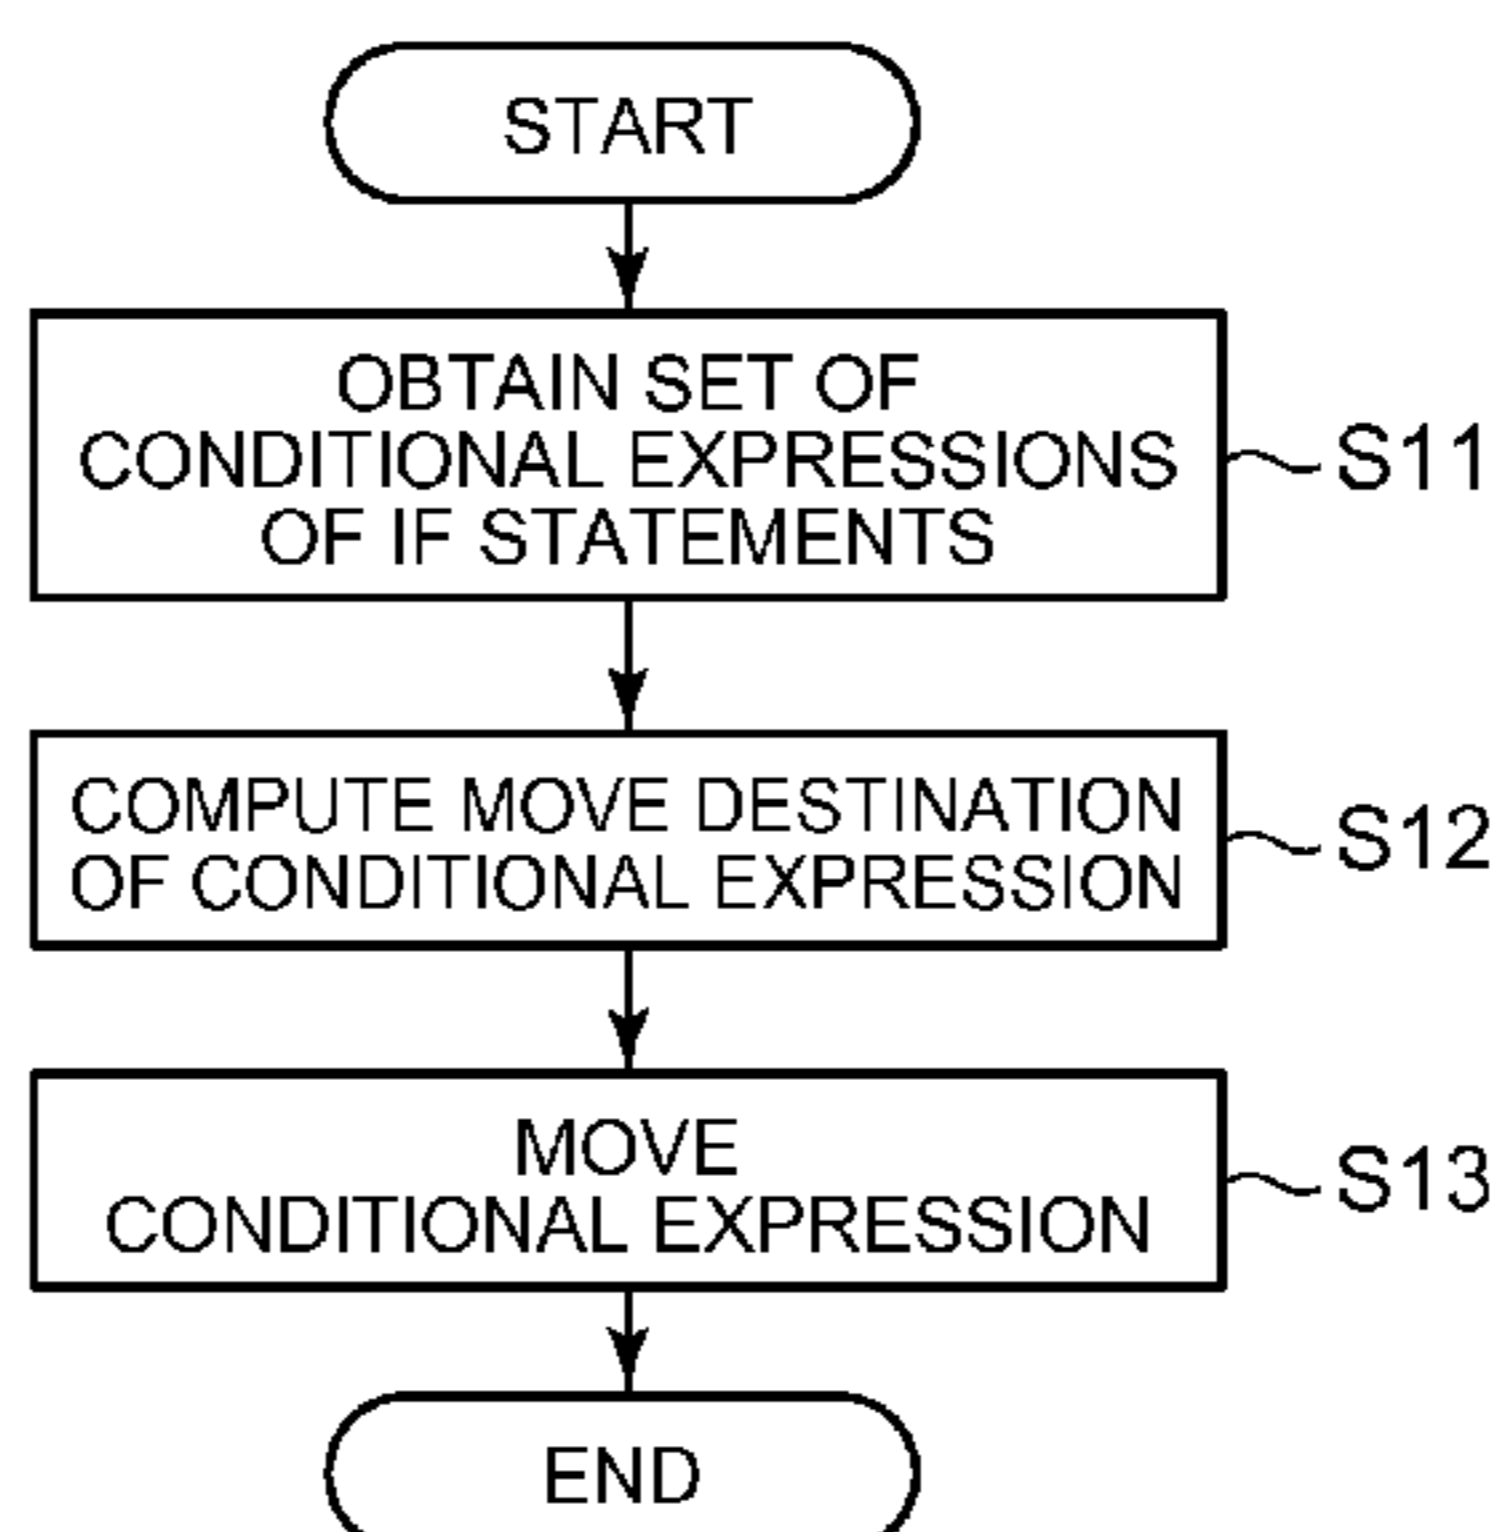 START
OBTAIN SET OF
CONDITIONAL EXPRESSIONS
OF IF STATEMENTS
S11
COMPUTE MOVE DESTINATION
OF CONDITIONAL EXPRESSION
S12
MOVE
CONDITIONAL EXPRESSION
S13
END